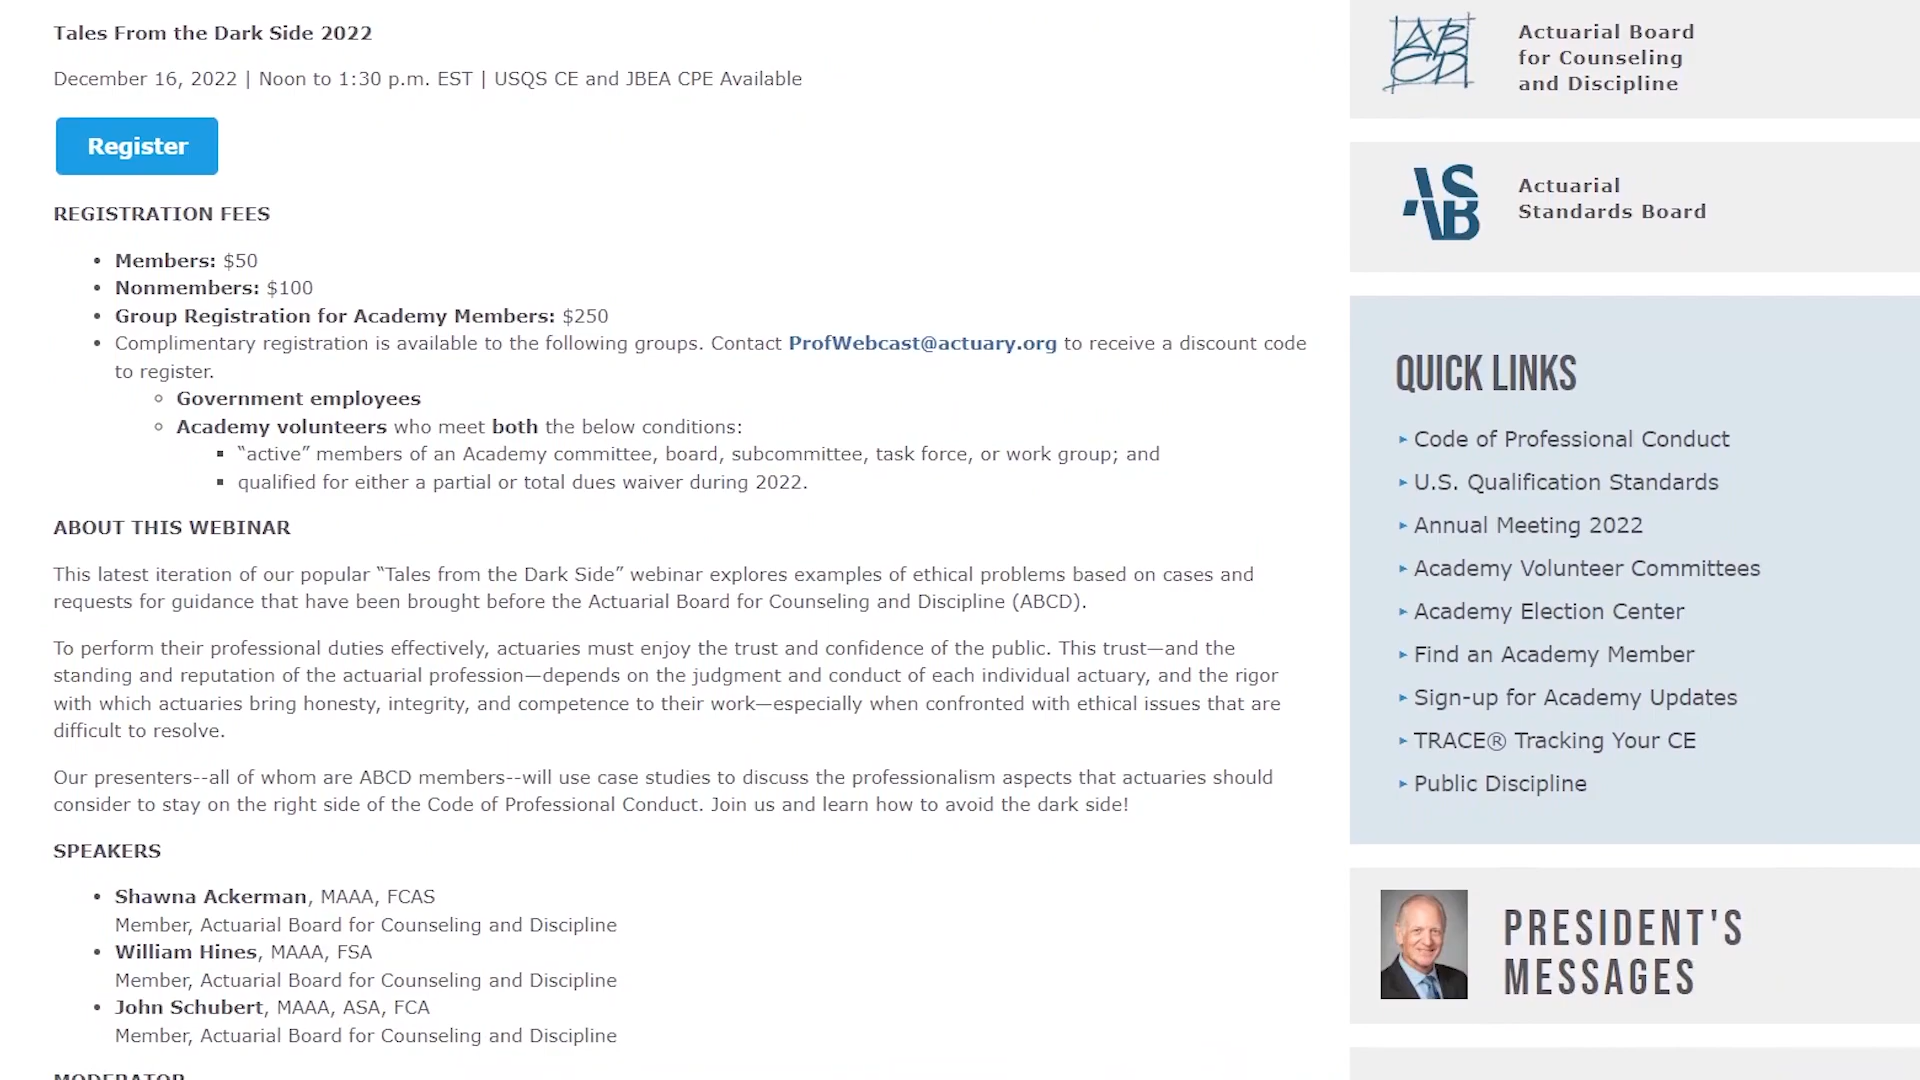 Tales From the Dark Side 2022
December 16, 2022 | Noon to 1:30 p.m. EST | USQS CE and JBEA CPE Available
Register
REGISTRATION FEES
• Members: $50
• Nonmembers: $100
• Group Registration for Academy Members: $250
• Complimentary registration is available to the following groups. Contact ProfWebcast@actuary.org to receive a discount code
to register.
◦ Government employees
◦ Academy volunteers who meet both the below conditions:
▪ “active” members of an Academy committee, board, subcommittee, task force, or work group; and
▪ qualified for either a partial or total dues waiver during 2022.
ABOUT THIS WEBINAR
This latest iteration of our popular “Tales from the Dark Side” webinar explores examples of ethical problems based on cases and
requests for guidance that have been brought before the Actuarial Board for Counseling and Discipline (ABCD).
To perform their professional duties effectively, actuaries must enjoy the trust and confidence of the public. This trust—and the
standing and reputation of the actuarial profession—depends on the judgment and conduct of each individual actuary, and the rigor
with which actuaries bring honesty, integrity, and competence to their work—especially when confronted with ethical issues that are
difficult to resolve.
Our presenters--all of whom are ABCD members--will use case studies to discuss the professionalism aspects that actuaries should
consider to stay on the right side of the Code of Professional Conduct. Join us and learn how to avoid the dark side!
SPEAKERS
• Shawna Ackerman, MAAA, FCAS
Member, Actuarial Board for Counseling and Discipline
• William Hines, MAAA, FSA
Member, Actuarial Board for Counseling and Discipline
• John Schubert, MAAA, ASA, FCA
Member, Actuarial Board for Counseling and Discipline
MODERATOR
ABCD
Actuarial Board
for Counseling
and Discipline
ASB
Actuarial
Standards Board
QUICK LINKS
▸ Code of Professional Conduct
▸ U.S. Qualification Standards
▸ Annual Meeting 2022
▸ Academy Volunteer Committees
▸ Academy Election Center
▸ Find an Academy Member
▸ Sign-up for Academy Updates
▸ TRACE® Tracking Your CE
▸ Public Discipline
PRESIDENT'S
MESSAGES